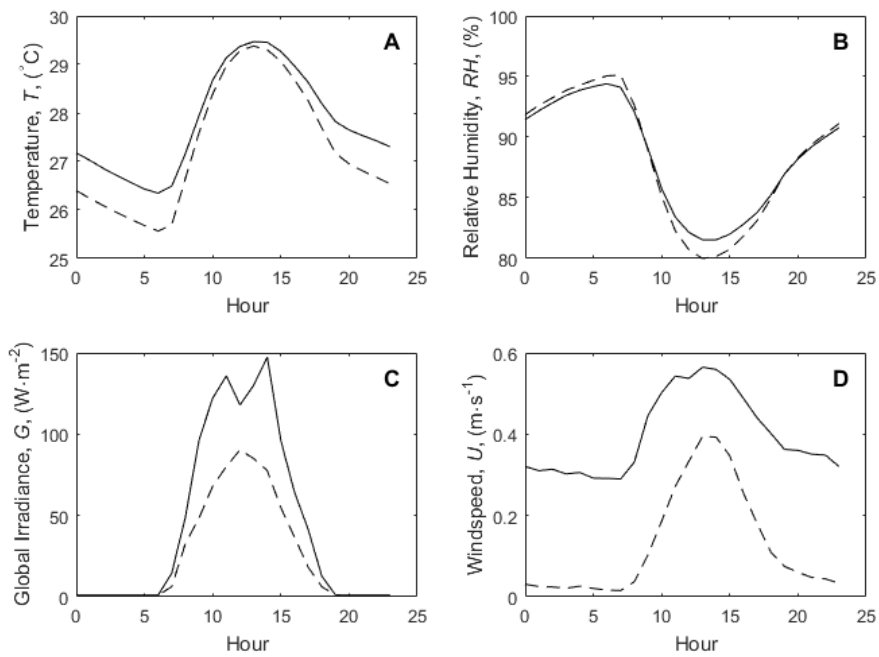 A
Temperature, T, (°C)
30
29
28
27
26
25
0 5 10 15 20 25
Hour
B
Relative Humidity, RH, (%)
100
95
90
85
80
0 5 10 15 20 25
Hour
C
Global Irradiance, G, (W·m-2)
150
100
50
0
0 5 10 15 20 25
Hour
D
Windspeed, U, (m·s-1)
0.6
0.4
0.2
0
0 5 10 15 20 25
Hour